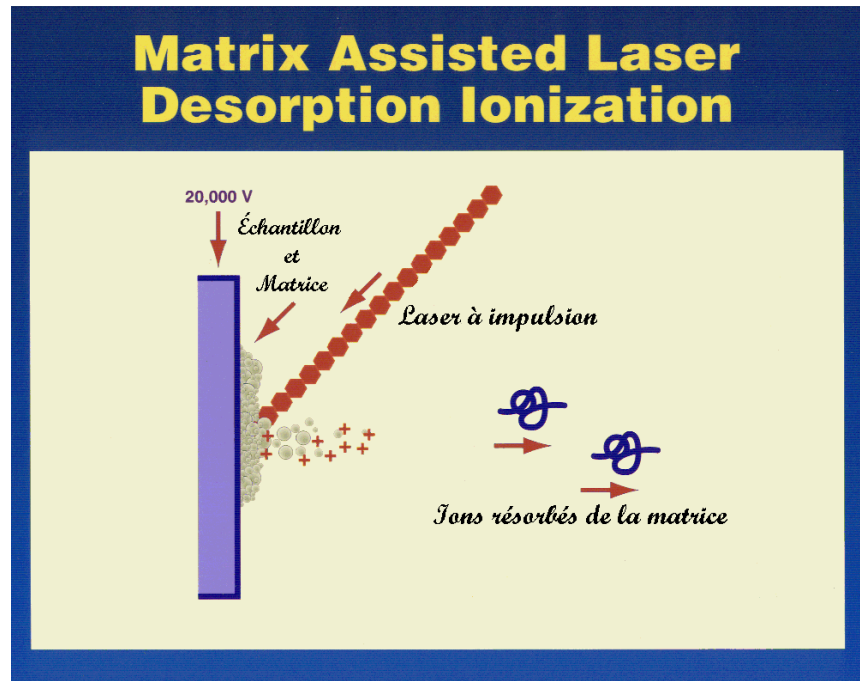 Matrix Assisted Laser
Desorption Ionization
20,000 V
Échantillon
et
Matrice
Laser à impulsion
Ions résorbés de la matrice